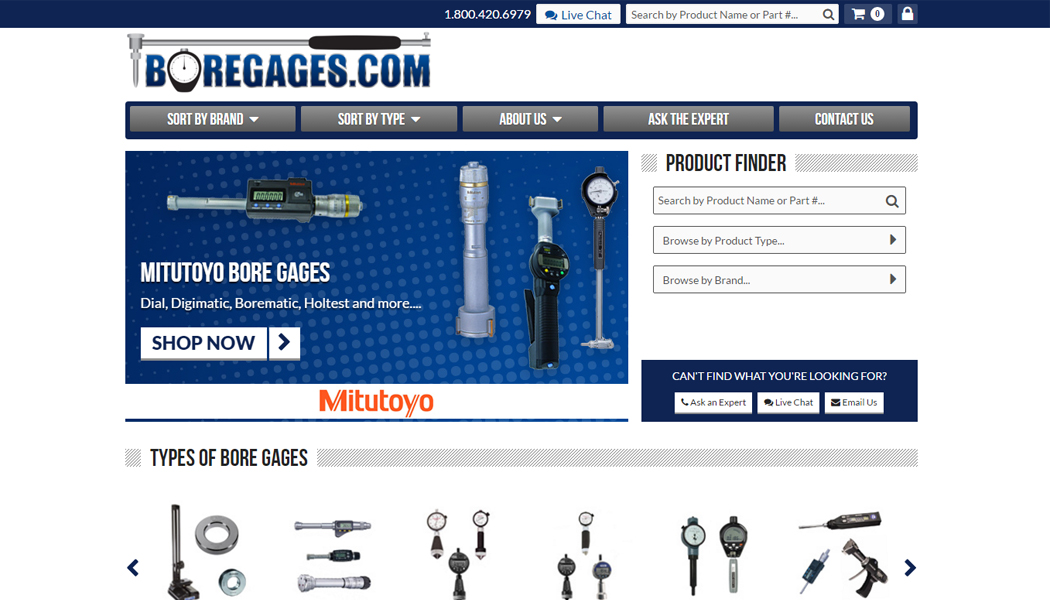 1.800.420.6979 Live Chat Search by Product Name or Part #... 0
BOREGAGES.COM
SORT BY BRAND SORT BY TYPE ABOUT US ASK THE EXPERT CONTACT US
PRODUCT FINDER
Search by Product Name or Part #...
Browse by Product Type...
Browse by Brand...
MITUTOYO BORE GAGES
Dial, Digimatic, Borematic, Holtest and more....
SHOP NOW
CAN'T FIND WHAT YOU'RE LOOKING FOR?
Ask an Expert Live Chat Email Us
Mitutoyo
TYPES OF BORE GAGES